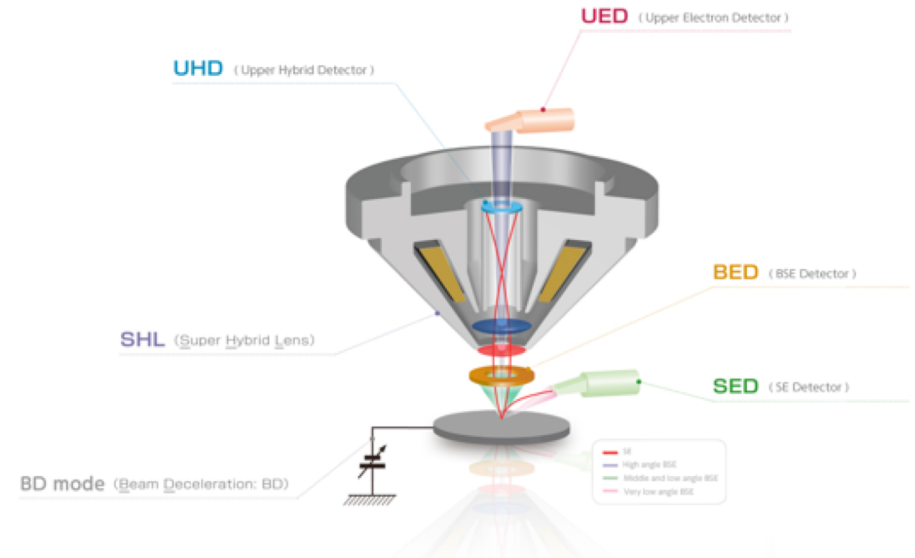 UED ( Upper Electron Detector )
UHD ( Upper Hybrid Detector )
BED ( BSE Detector )
SHL (Super Hybrid Lens)
SED ( SE Detector )
SE
High angle BSE
Middle and low angle BSE
Very low angle BSE
BD mode (Beam Deceleration: BD)